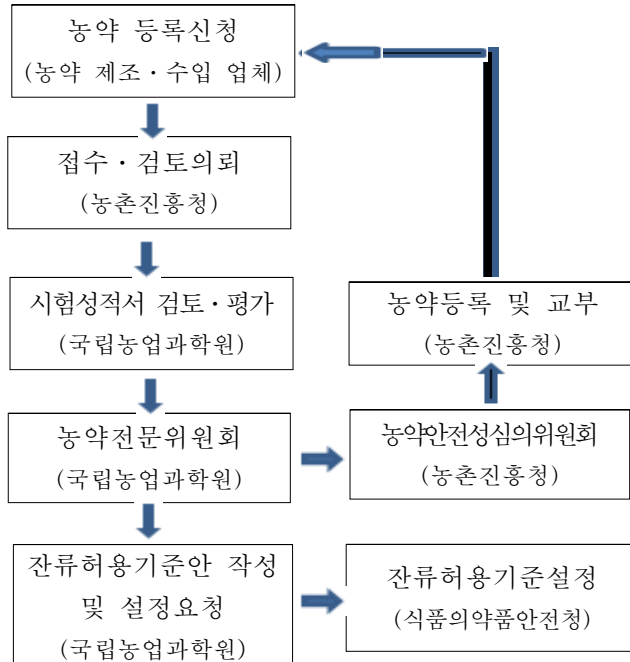 농약 등록신청
(농약 제조·수입 업체)
접수·검토의뢰
(농촌진흥청)
시험성적서 검토·평가
(국립농업과학원)
농약등록 및 교부
(농촌진흥청)
농약전문위원회
(국립농업과학원)
농약안전성심의위원회
(농촌진흥청)
잔류허용기준안 작성
및 설정요청
(국립농업과학원)
잔류허용기준설정
(식품의약품안전청)